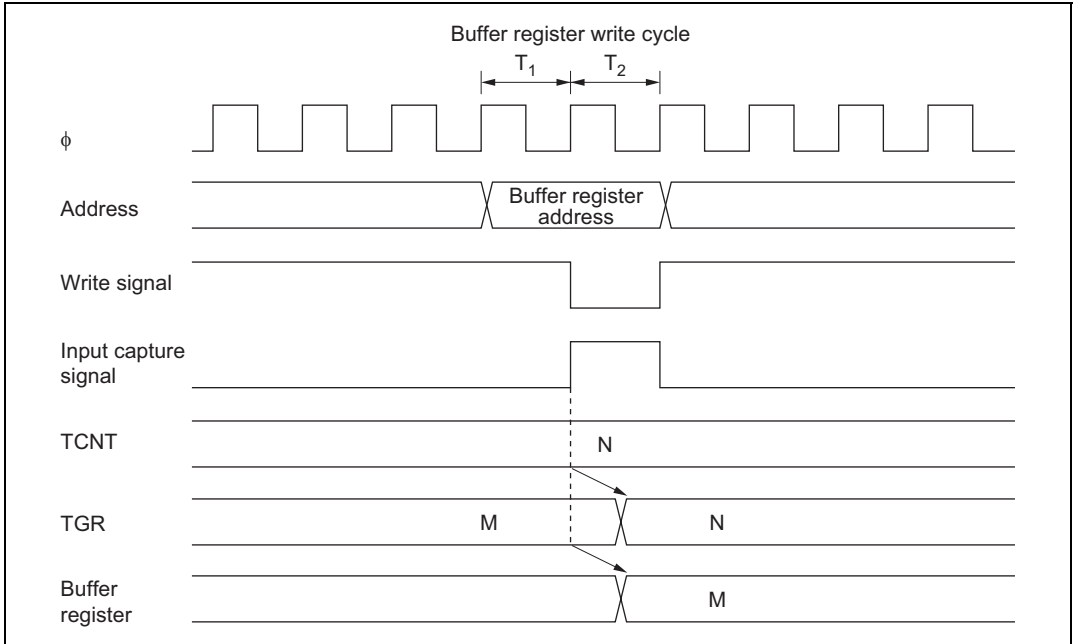 Buffer register write cycle
T1 T2
ϕ
Address
Buffer register
address
Write signal
Input capture
signal
TCNT
N
TGR
M N
Buffer
register
M